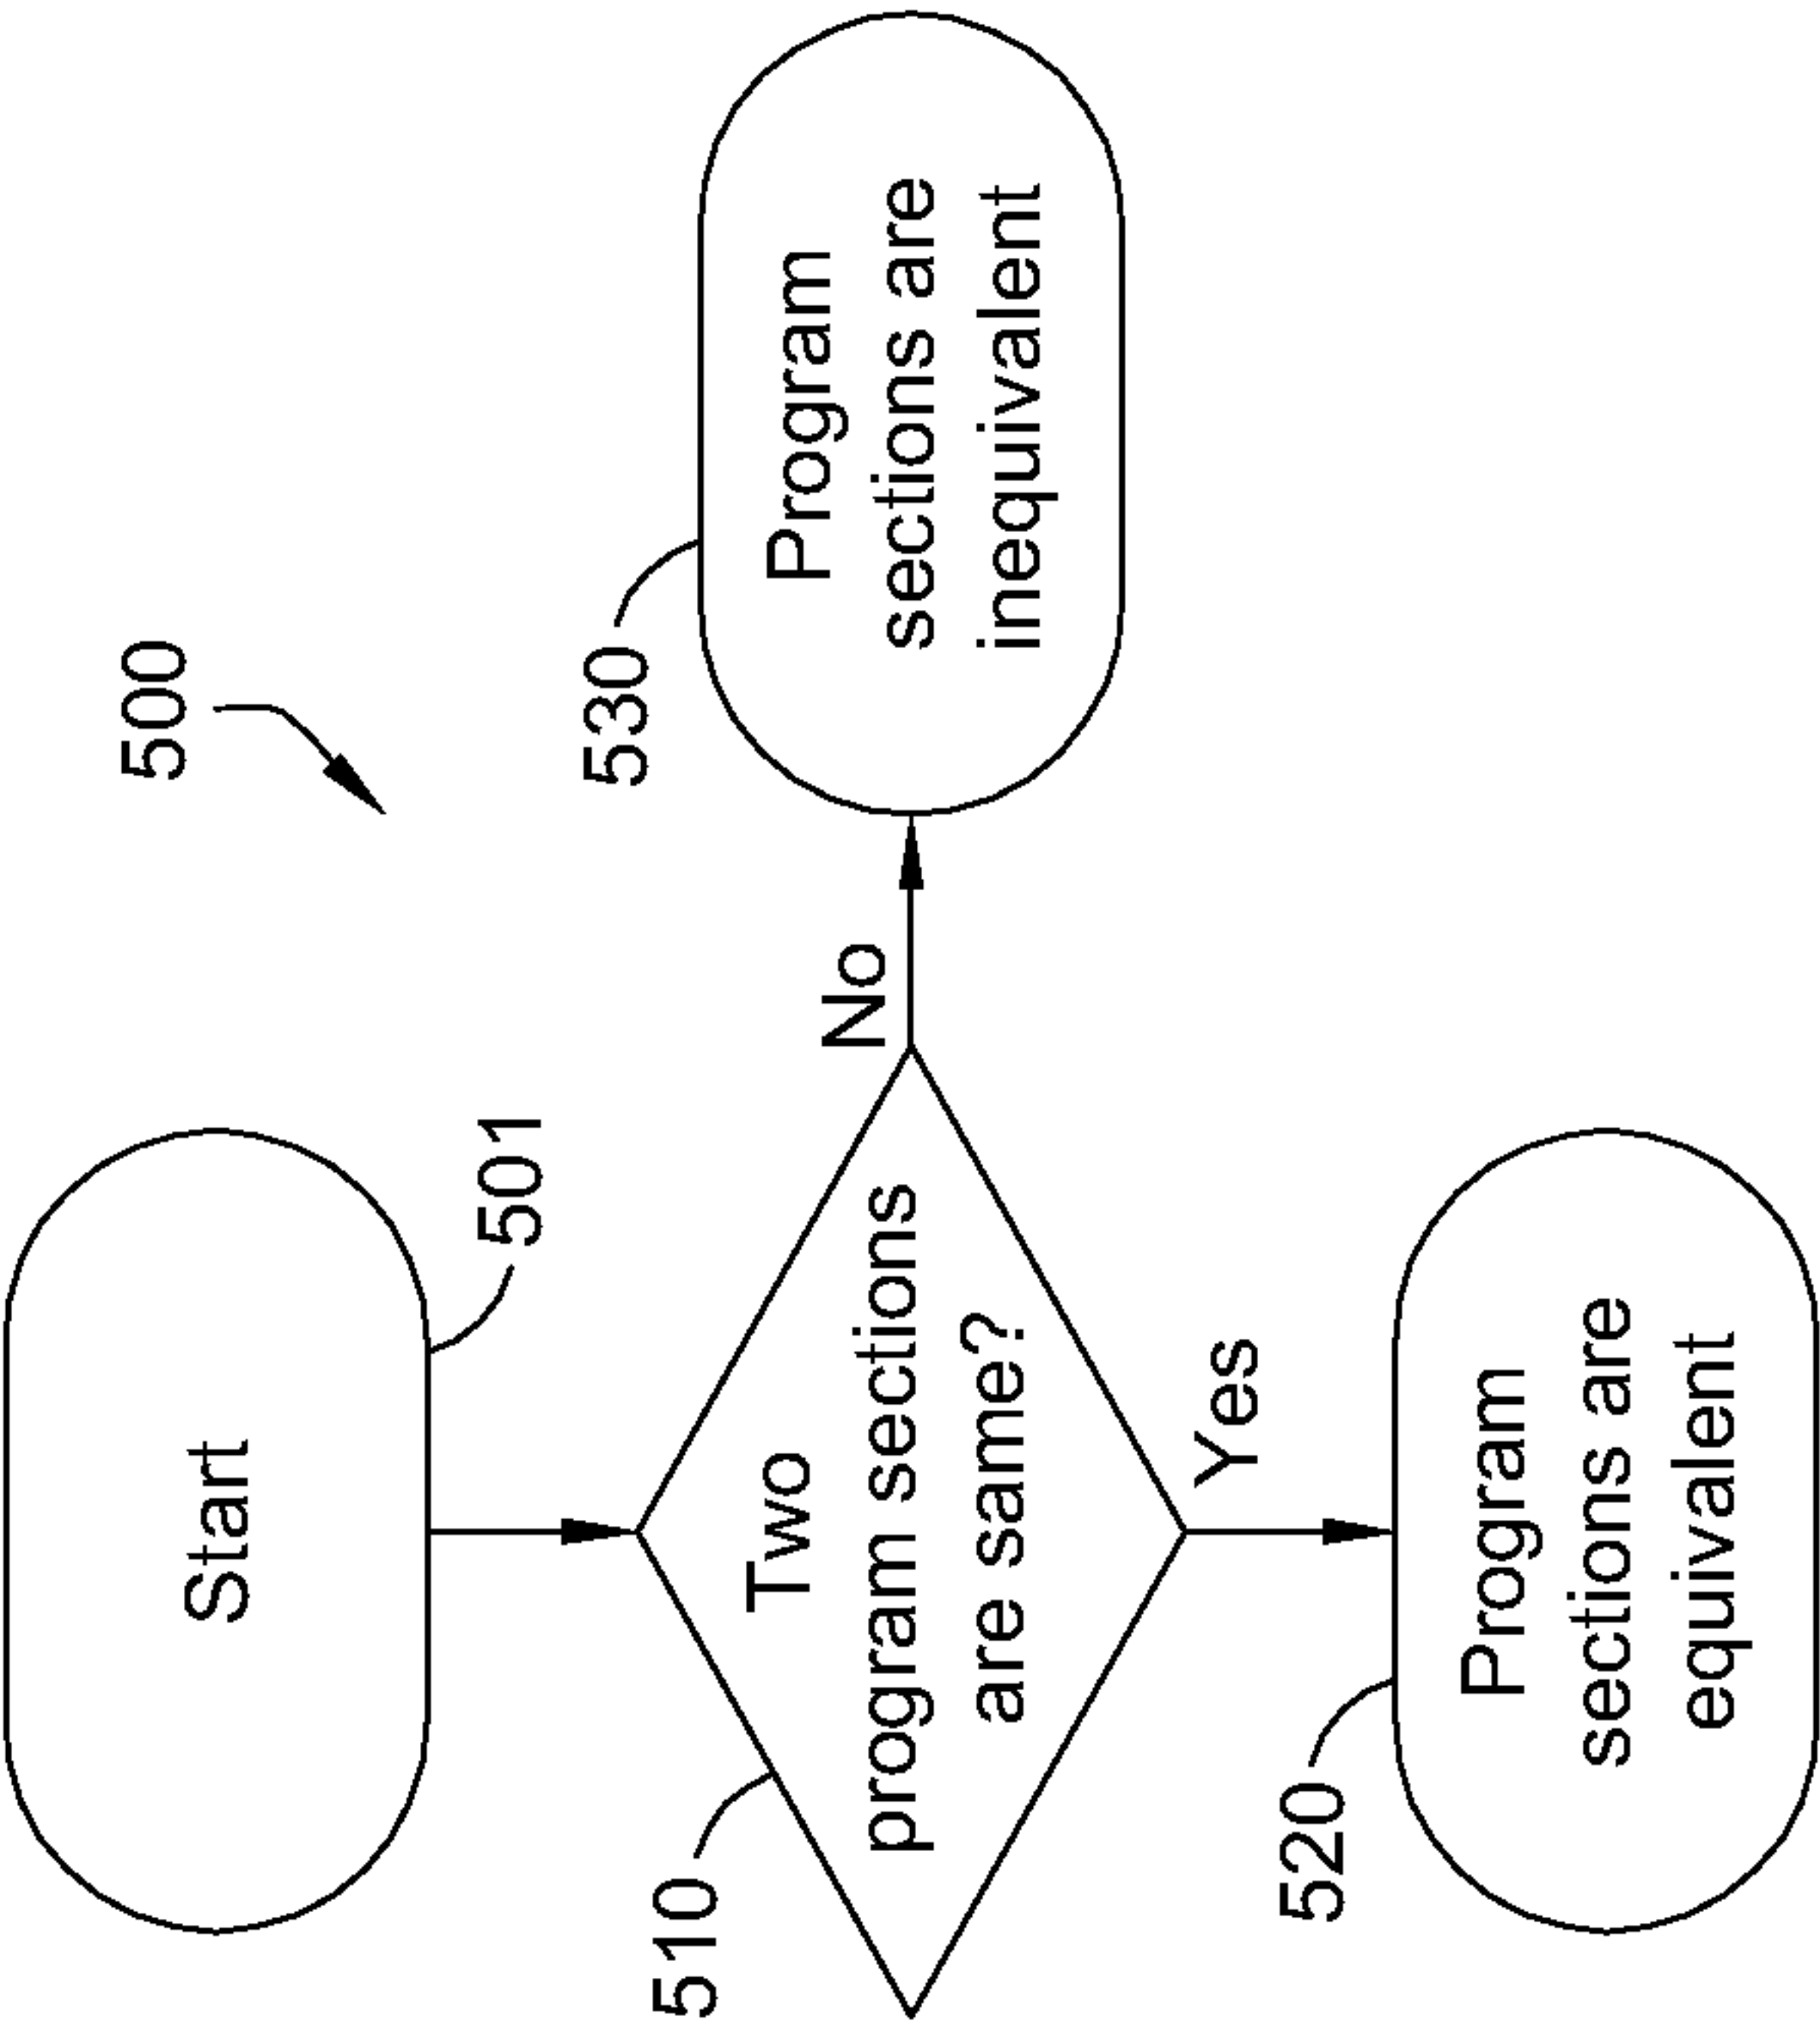 500
Start
501
510
Two
program sections
are same?
No
530
Program
sections are
inequivalent
Yes
520
Program
sections are
equivalent